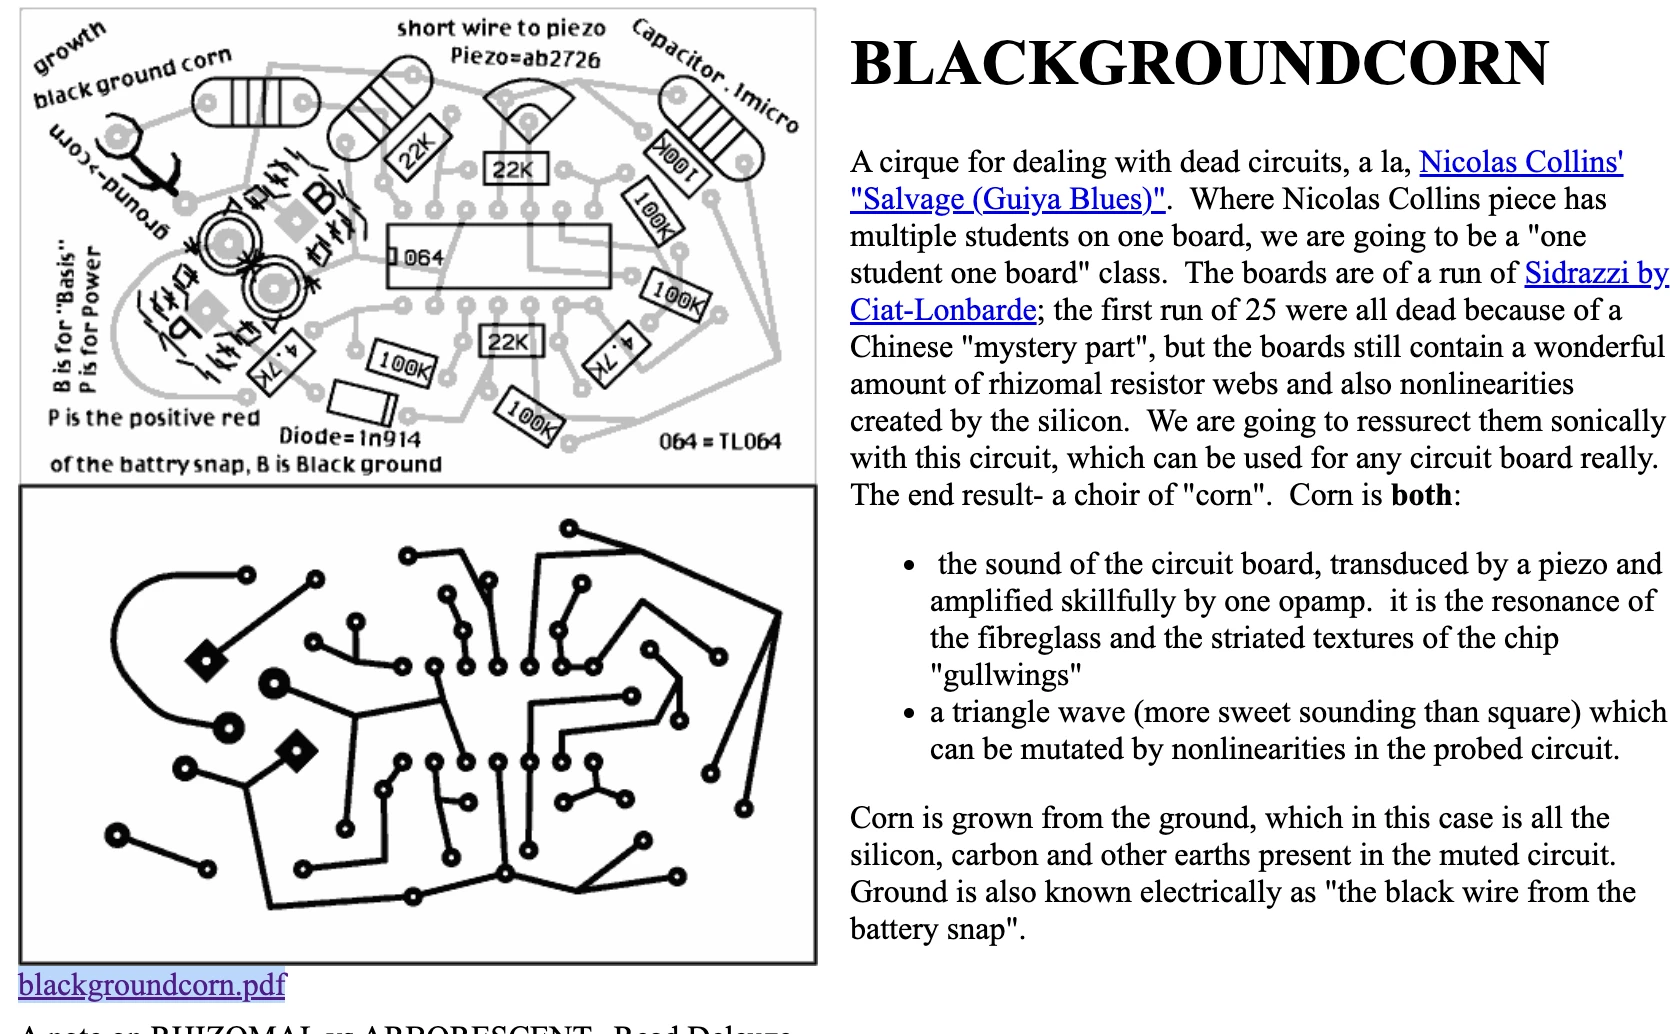 growth
black ground corn
ground->corn
short wire to piezo
Piezo=ab2726
Capacitor .1micro
22K
22K
100K
100K
B
064
100K
B is for "Basis"
P is for Power
P
4.7K
100K
22K
4.7K
100K
P is the positive red
Diode=1n914
064=TL064
of the battrysnap, B is Black ground
blackgroundcorn.pdf
BLACKGROUNDCORN
A cirque for dealing with dead circuits, a la, Nicolas Collins'
"Salvage (Guiya Blues)".  Where Nicolas Collins piece has
multiple students on one board, we are going to be a "one
student one board" class.  The boards are of a run of Sidrazzi by
Ciat-Lonbarde; the first run of 25 were all dead because of a
Chinese "mystery part", but the boards still contain a wonderful
amount of rhizomal resistor webs and also nonlinearities
created by the silicon.  We are going to ressurect them sonically
with this circuit, which can be used for any circuit board really.
The end result- a choir of "corn".  Corn is both:
• the sound of the circuit board, transduced by a piezo and
amplified skillfully by one opamp.  it is the resonance of
the fibreglass and the striated textures of the chip
"gullwings"
• a triangle wave (more sweet sounding than square) which
can be mutated by nonlinearities in the probed circuit.
Corn is grown from the ground, which in this case is all the
silicon, carbon and other earths present in the muted circuit.
Ground is also known electrically as "the black wire from the
battery snap".